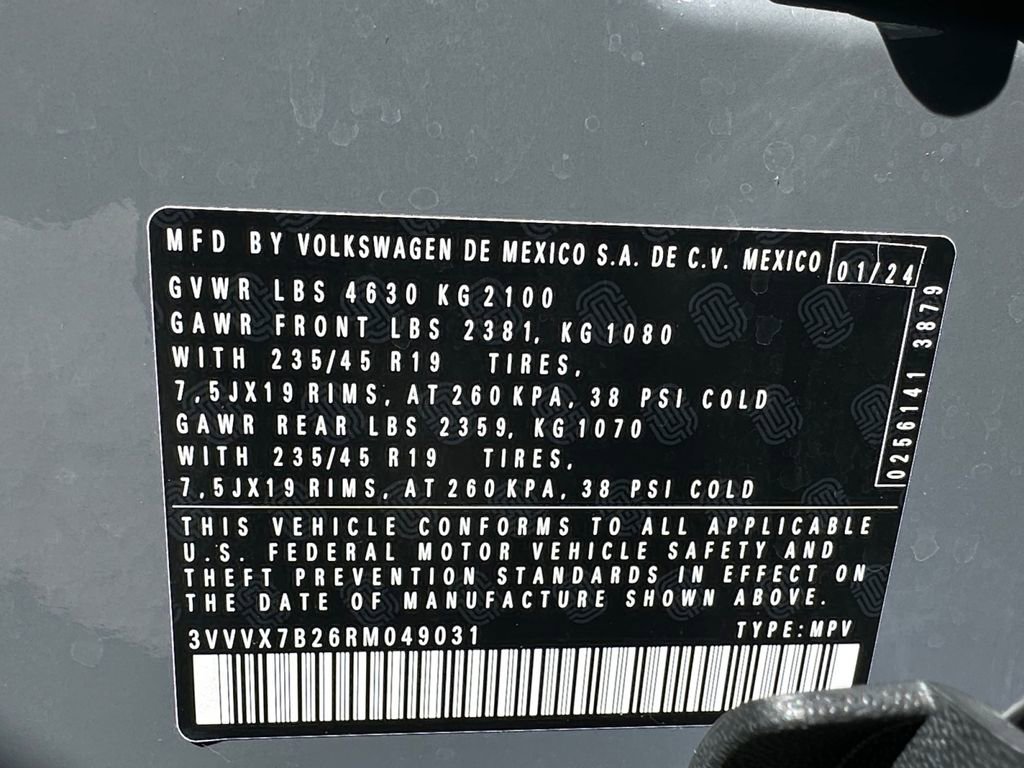 MFD BY VOLKSWAGEN DE MEXICO S.A. DE C.V. MEXICO 01/24
GVWR LBS 4630 KG 2100
GAWR FRONT LBS 2381, KG 1080
WITH 235/45 R19 TIRES,
7,5JX19 RIMS, AT 260 KPA, 38 PSI COLD
GAWR REAR LBS 2359, KG 1070
WITH 235/45 R19 TIRES,
7,5JX19 RIMS, AT 260 KPA, 38 PSI COLD
0256141 3879
THIS VEHICLE CONFORMS TO ALL APPLICABLE
U.S. FEDERAL MOTOR VEHICLE SAFETY AND
THEFT PREVENTION STANDARDS IN EFFECT ON
THE DATE OF MANUFACTURE SHOWN ABOVE.
3VVVX7B26RM049031 TYPE: MPV